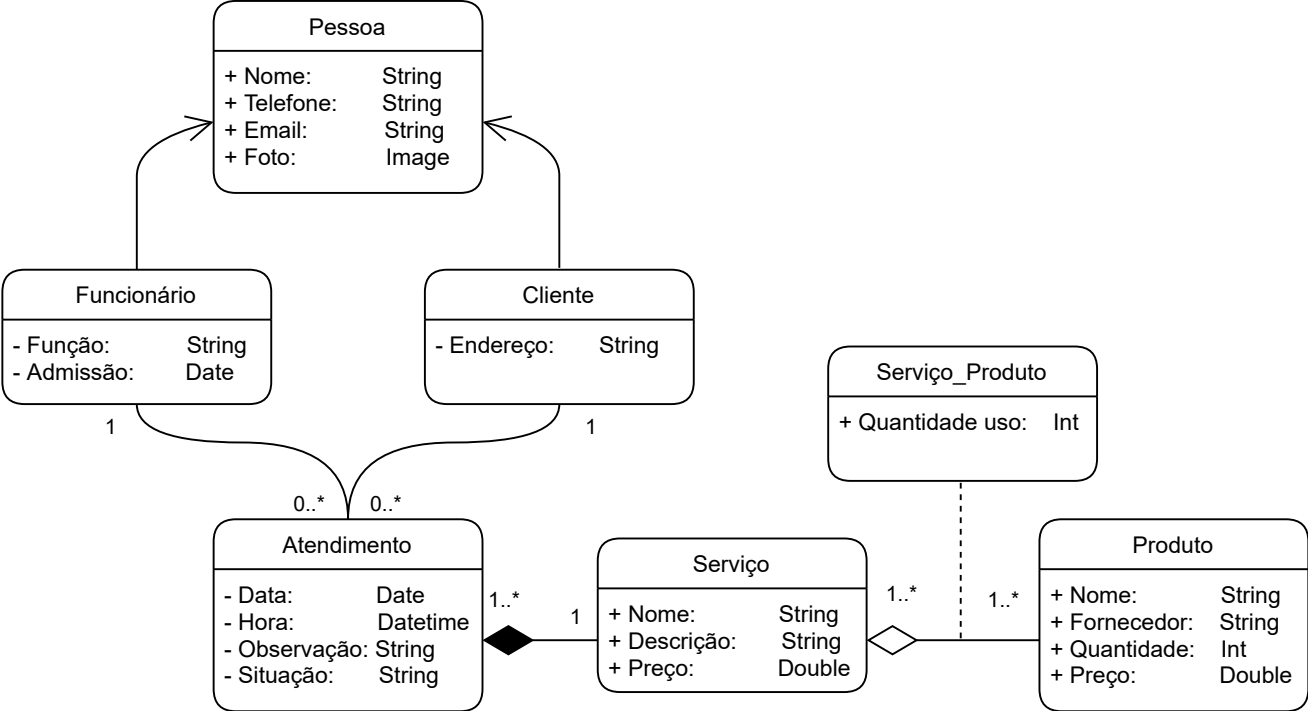 Pessoa
+ Nome: String
+ Telefone: String
+ Email: String
+ Foto: Image
Funcionário
- Função: String
- Admissão: Date
Cliente
- Endereço: String
Serviço_Produto
+ Quantidade uso: Int
1
1
0..*
0..*
Atendimento
- Data: Date
- Hora: Datetime
- Observação: String
- Situação: String
1..*
1
Serviço
+ Nome: String
+ Descrição: String
+ Preço: Double
1..*
1..*
Produto
+ Nome: String
+ Fornecedor: String
+ Quantidade: Int
+ Preço: Double